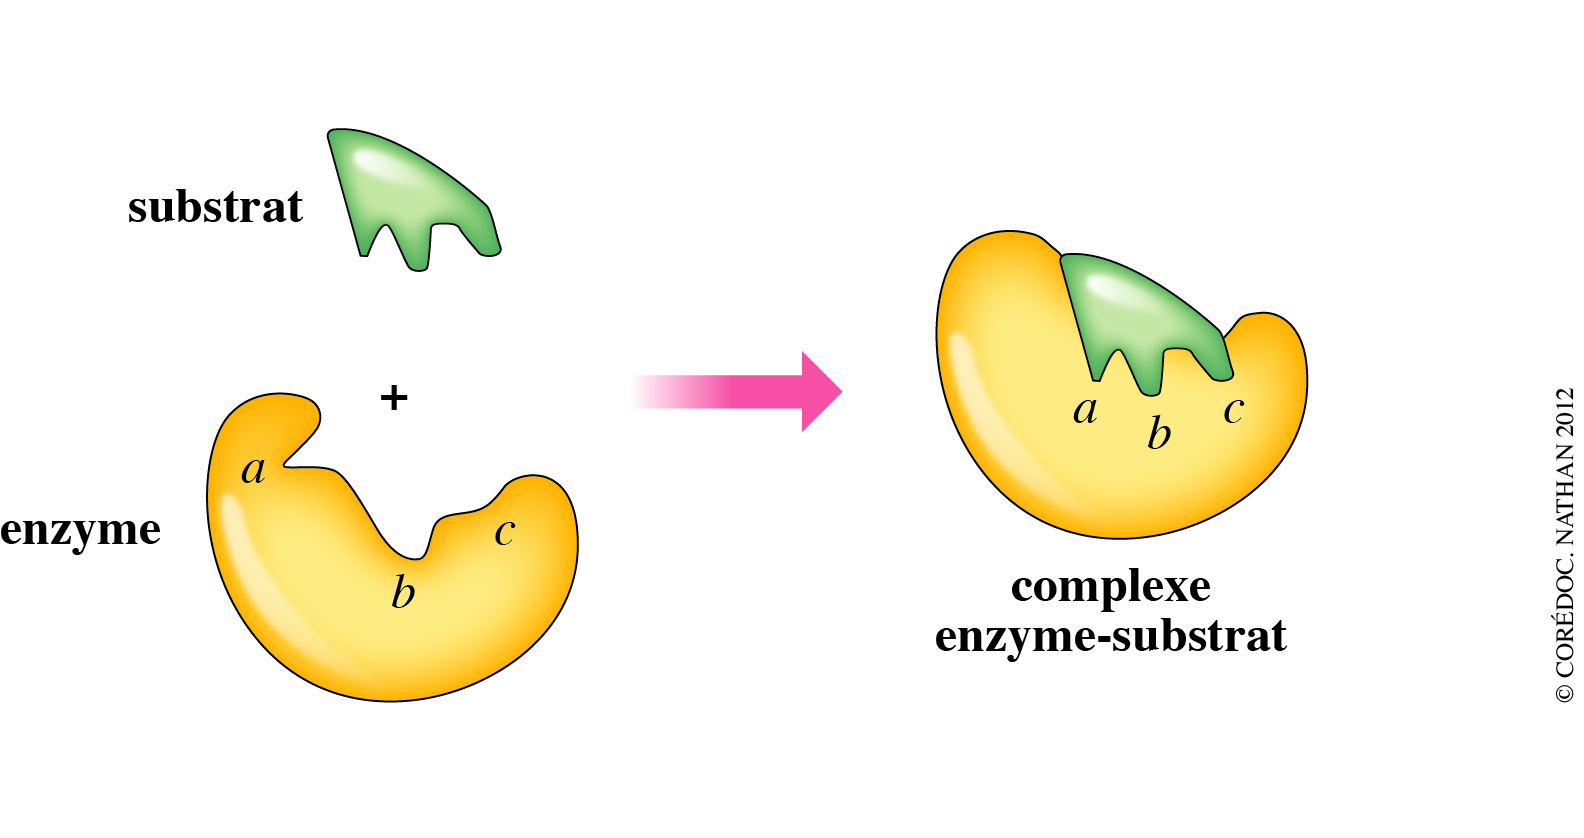 substrat
+
enzyme
a
b
c
a
b
c
complexe
enzyme-substrat
© CORÉDOC. NATHAN 2012